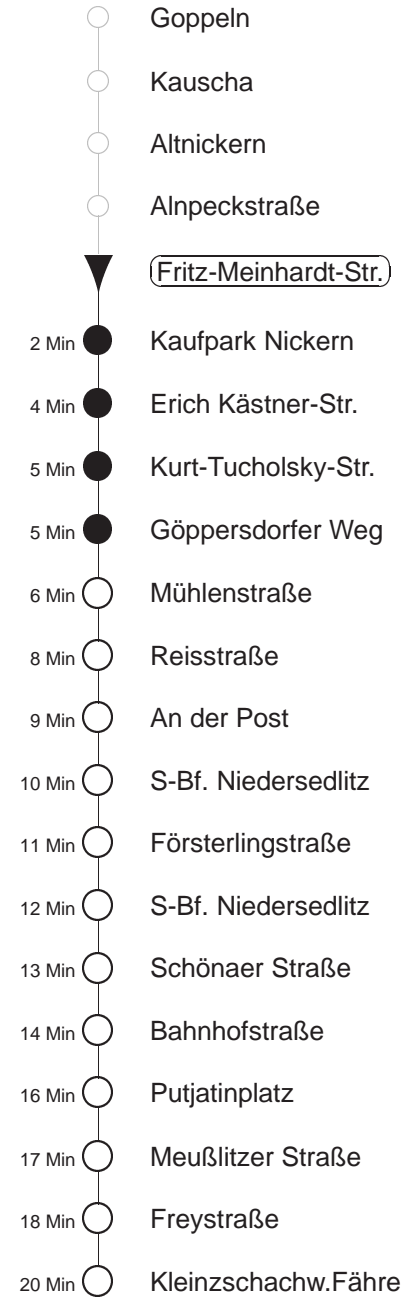 Goppeln
Kauscha
Altnickern
Alnpeckstraße
Fritz-Meinhardt-Str.
2 Min Kaufpark Nickern
4 Min Erich Kästner-Str.
5 Min Kurt-Tucholsky-Str.
5 Min Göppersdorfer Weg
6 Min Mühlenstraße
8 Min Reisstraße
9 Min An der Post
10 Min S-Bf. Niedersedlitz
11 Min Försterlingstraße
12 Min S-Bf. Niedersedlitz
13 Min Schönaer Straße
14 Min Bahnhofstraße
16 Min Putjatinplatz
17 Min Meußlitzer Straße
18 Min Freystraße
20 Min Kleinzschachw.Fähre